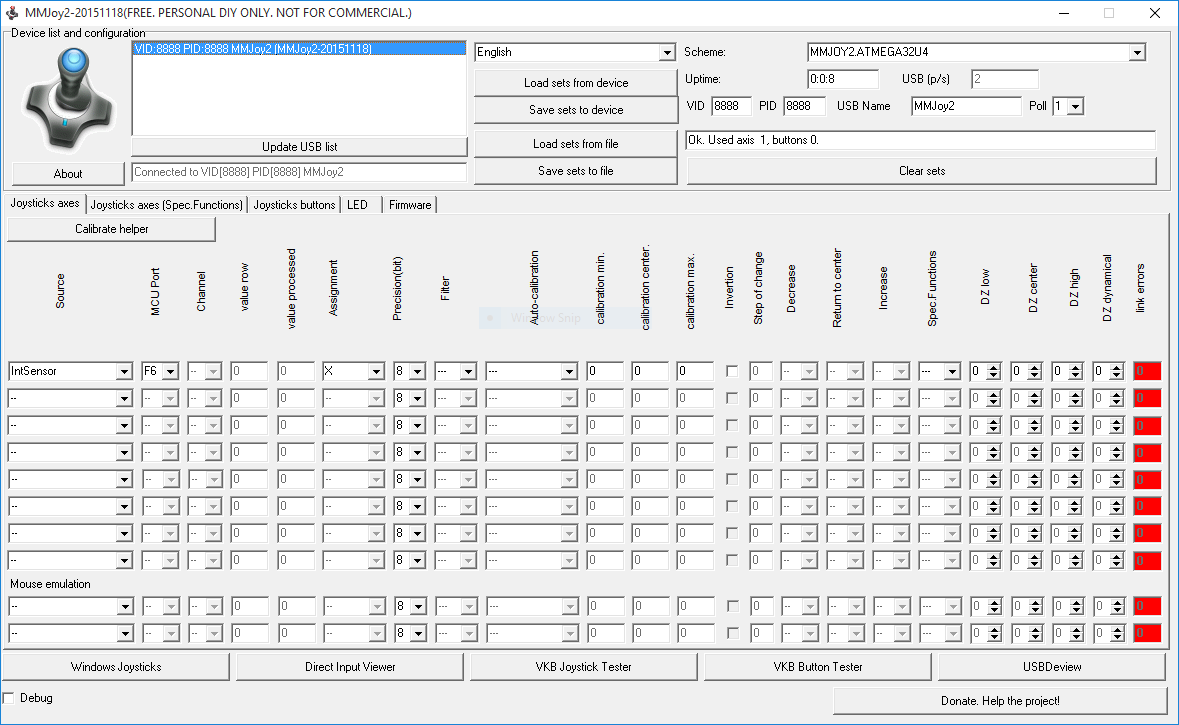 MMJoy2-20151118(FREE. PERSONAL DIY ONLY. NOT FOR COMMERCIAL.)
Device list and configuration
VID:8888 PID:8888 MMJoy2 (MMJoy2-20151118)
English
Scheme:
MMJOY2.ATMEGA32U4
Load sets from device
Uptime:
0:0:8
USB (p/s)
2
Save sets to device
VID
8888
PID
8888
USB Name
MMJoy2
Poll
1
Update USB list
Load sets from file
Ok. Used axis 1, buttons 0.
About
Connected to VID[8888] PID[8888] MMJoy2
Save sets to file
Clear sets
Joysticks axes
Joysticks axes (Spec.Functions)
Joysticks buttons
LED
Firmware
Calibrate helper
Source
MCU Port
Channel
value row
value processed
Assignment
Precision(bit)
Filter
Auto-calibration
calibration min.
calibration center.
calibration max.
Invertion
Step of change
Decrease
Return to center
Increase
Spec.Functions
DZ low
DZ center
DZ high
DZ dynamical
link errors
Window Snip
IntSensor F6 -- 0 0 X 8 --- --- 0 0 0 0 -- -- -- --- 0 0 0 0 0
-- -- -- 0 0 -- 8 --- --- 0 0 0 0 -- -- -- --- 0 0 0 0 0
-- -- -- 0 0 -- 8 --- --- 0 0 0 0 -- -- -- --- 0 0 0 0 0
-- -- -- 0 0 -- 8 --- --- 0 0 0 0 -- -- -- --- 0 0 0 0 0
-- -- -- 0 0 -- 8 --- --- 0 0 0 0 -- -- -- --- 0 0 0 0 0
-- -- -- 0 0 -- 8 --- --- 0 0 0 0 -- -- -- --- 0 0 0 0 0
-- -- -- 0 0 -- 8 --- --- 0 0 0 0 -- -- -- --- 0 0 0 0 0
-- -- -- 0 0 -- 8 --- --- 0 0 0 0 -- -- -- --- 0 0 0 0 0
Mouse emulation
-- -- -- 0 0 -- 8 --- --- 0 0 0 0 -- -- -- --- 0 0 0 0 0
-- -- -- 0 0 -- 8 --- --- 0 0 0 0 -- -- -- --- 0 0 0 0 0
Windows Joysticks
Direct Input Viewer
VKB Joystick Tester
VKB Button Tester
USBDeview
Debug
Donate. Help the project!